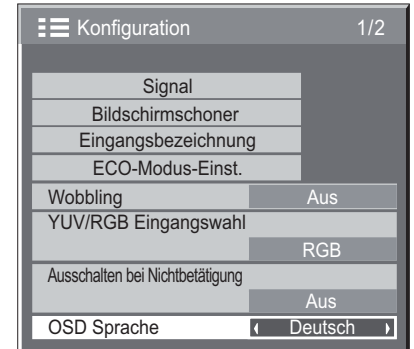 Konfiguration 1/2
Signal
Bildschirmschoner
Eingangsbezeichnung
ECO-Modus-Einst.
Wobbling Aus
YUV/RGB Eingangswahl
RGB
Ausschalten bei Nichtbetätigung
Aus
OSD Sprache Deutsch